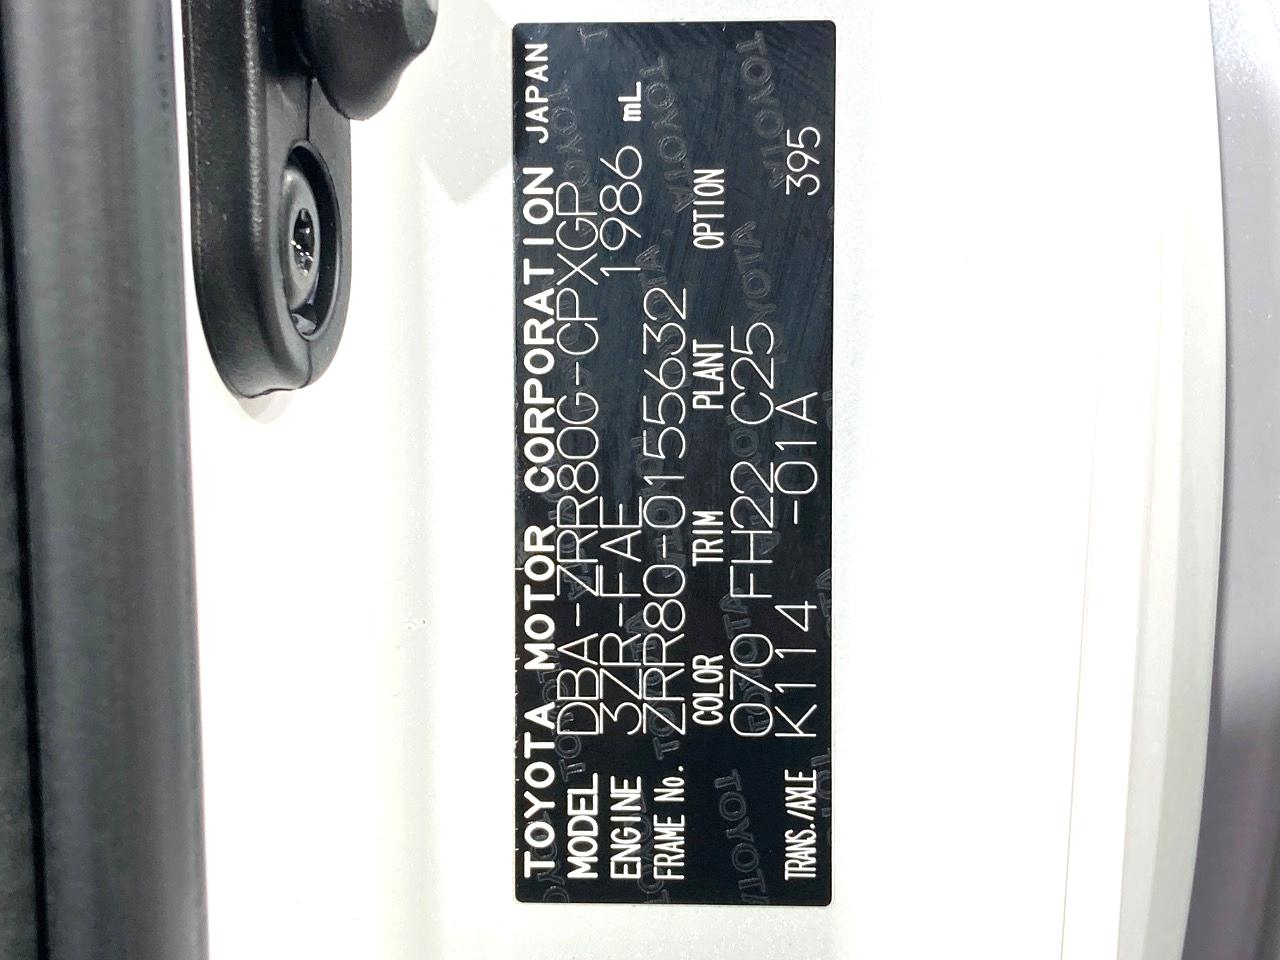 TOYOTA MOTOR CORPORATION JAPAN
MODEL DBA-ZRR80G-CPXGP
ENGINE 3ZR-FAE 1986 mL
FRAME No. ZRR80-0155632
COLOR TRIM PLANT OPTION
070 FH22 C25
TRANS./AXLE K114 -01A 395